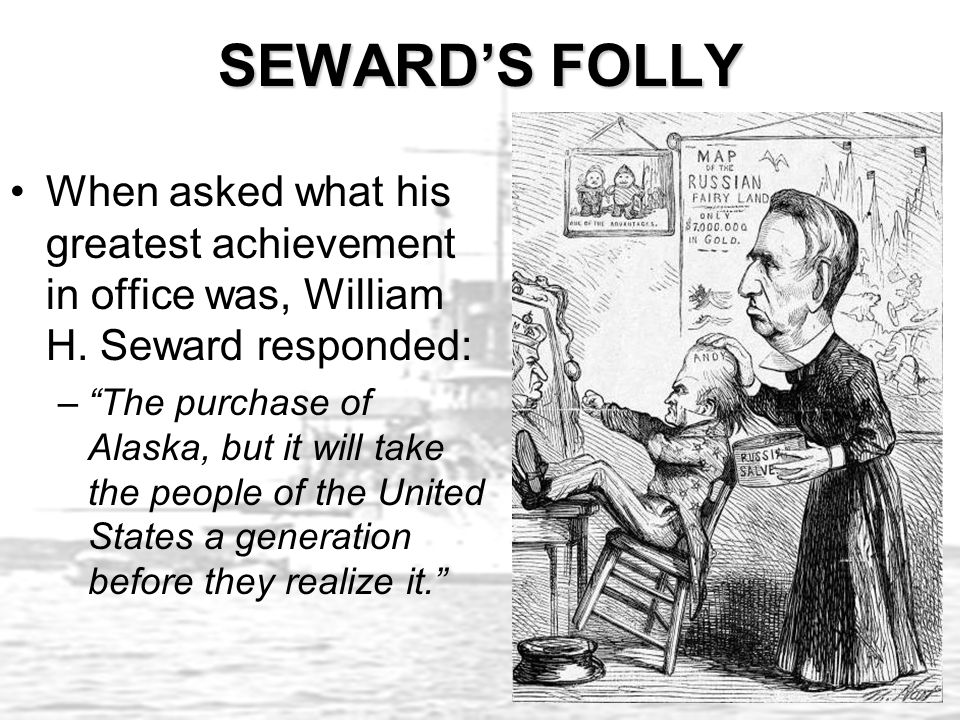 SEWARD’S FOLLY
• When asked what his
greatest achievement
in office was, William
H. Seward responded:
– “The purchase of
Alaska, but it will take
the people of the United
States a generation
before they realize it.”
ONE OF THE ADVANTAGES.
MAP
OF THE
RUSSIAN
FAIRY LAND
ONLY
$7,000.000
IN GOLD.
ANDY
RUSSIA
SALVE
Th. Nast